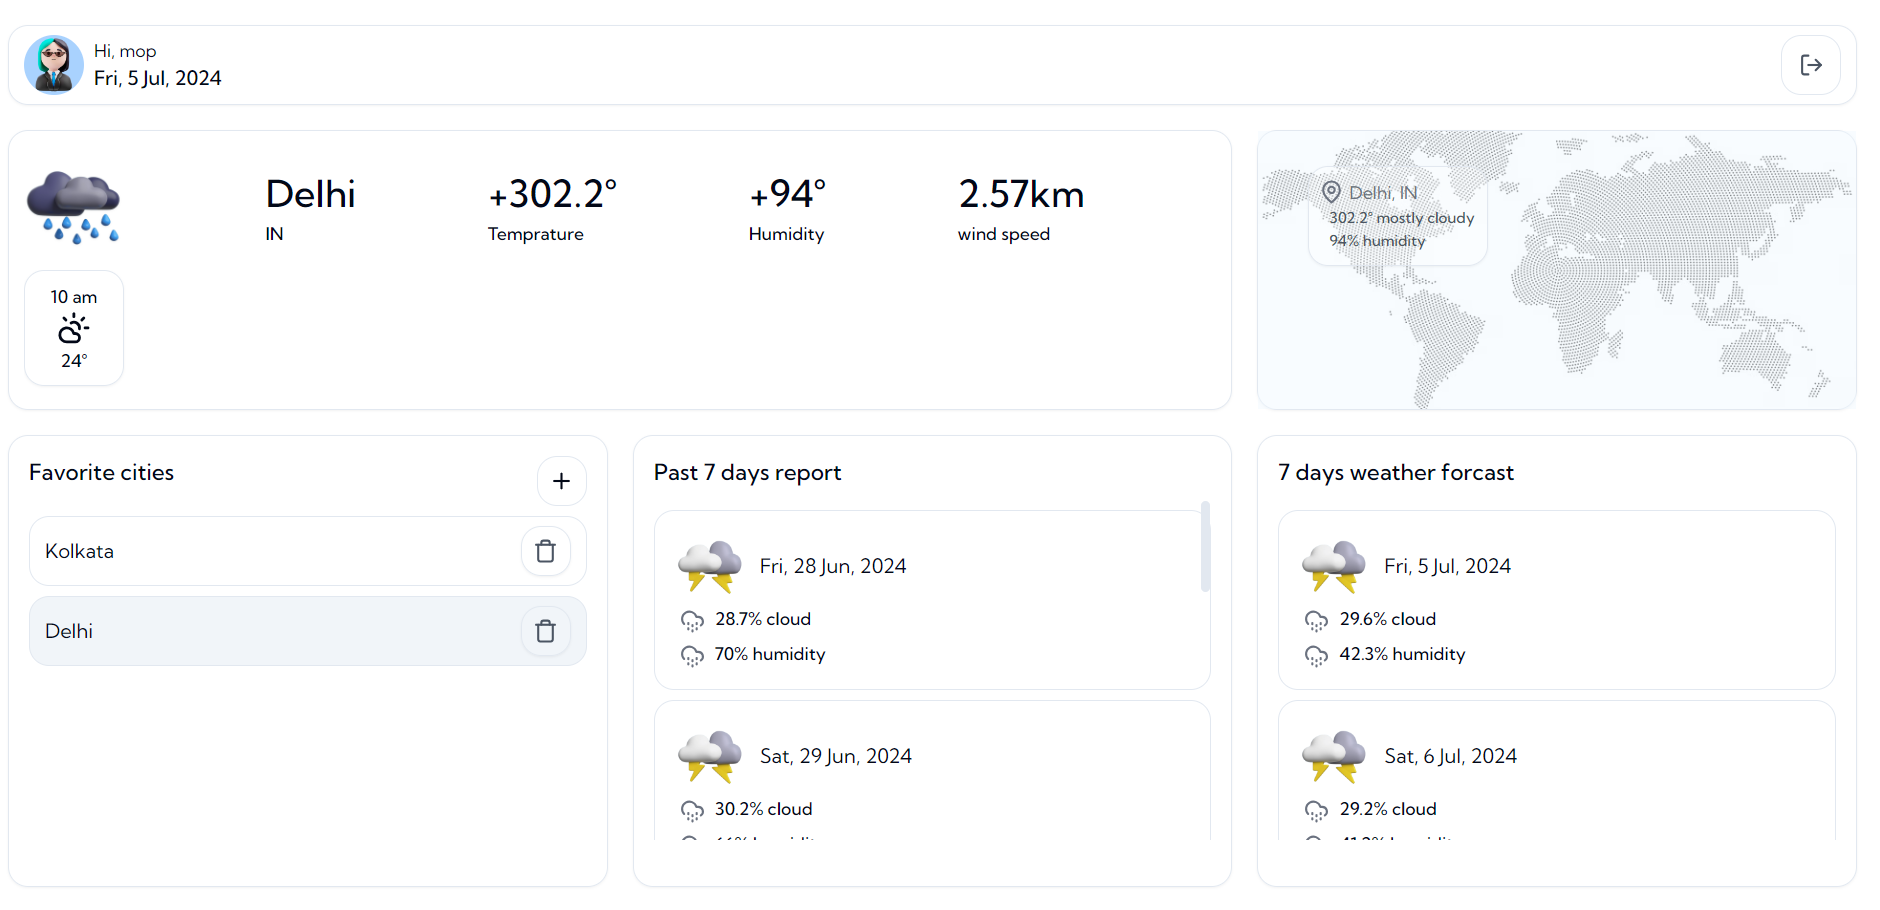 Hi, mop
Fri, 5 Jul, 2024
Delhi
IN
+302.2°
Temprature
+94°
Humidity
2.57km
wind speed
10 am
24°
Delhi, IN
302.2° mostly cloudy
94% humidity
Favorite cities
+
Kolkata
Delhi
Past 7 days report
Fri, 28 Jun, 2024
28.7% cloud
70% humidity
Sat, 29 Jun, 2024
30.2% cloud
7 days weather forcast
Fri, 5 Jul, 2024
29.6% cloud
42.3% humidity
Sat, 6 Jul, 2024
29.2% cloud